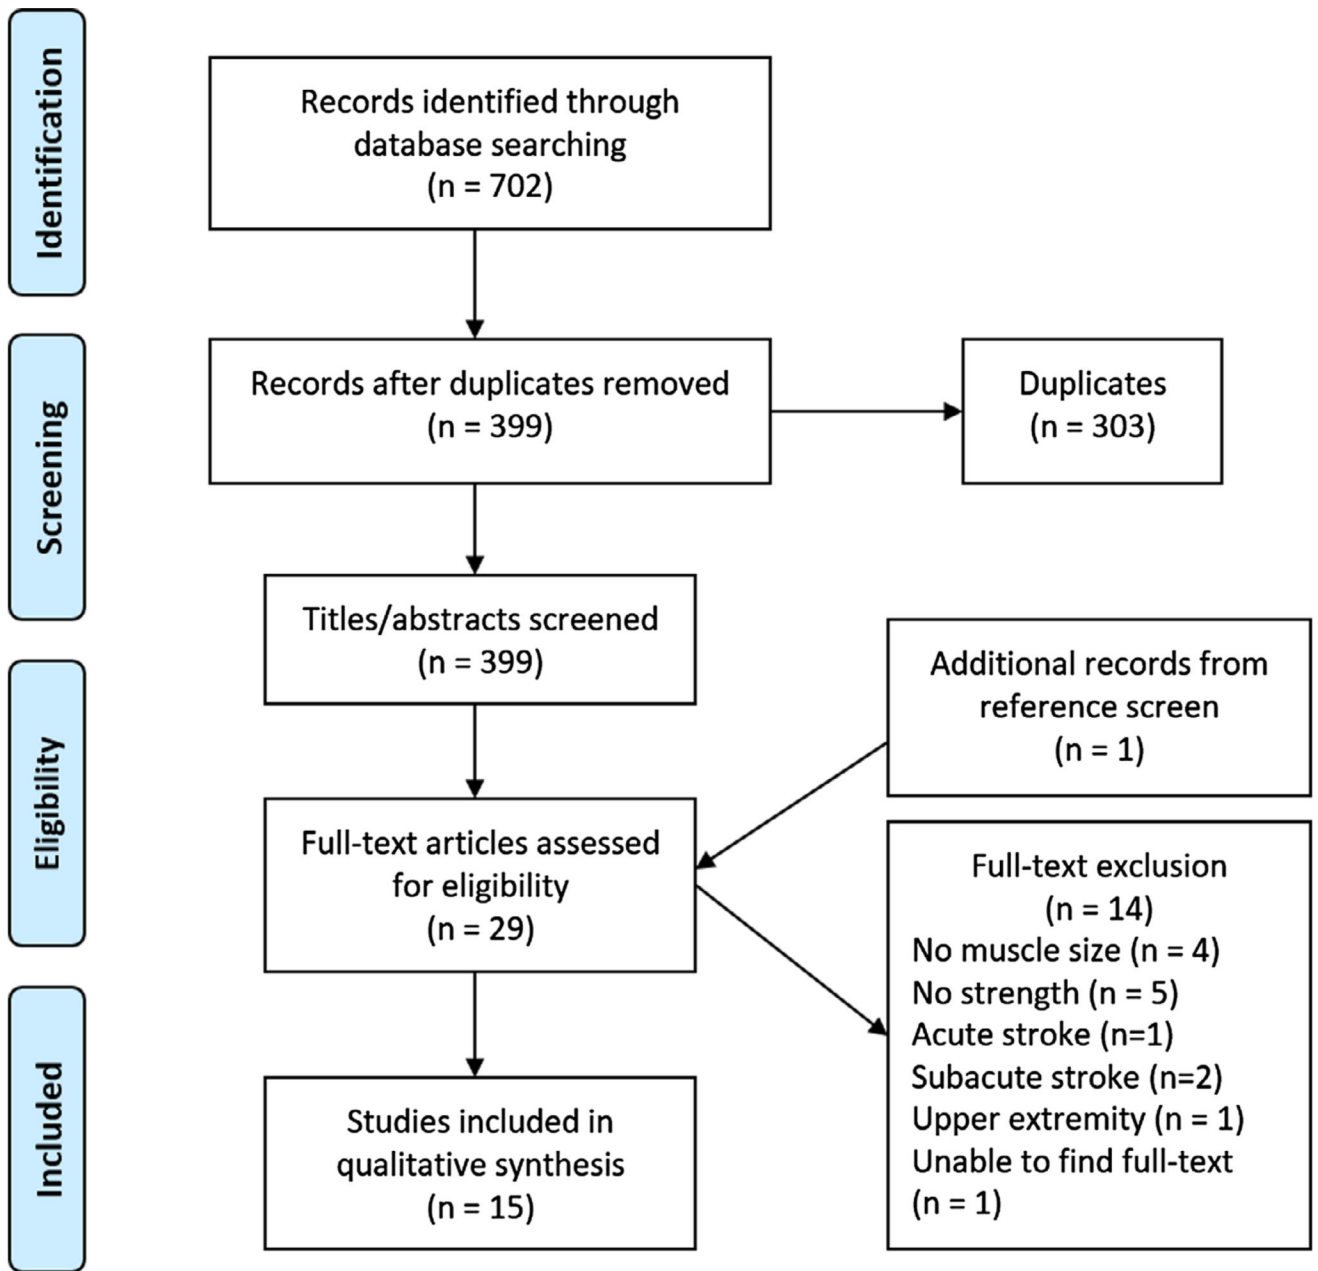 Identification
Records identified through
database searching
(n = 702)
Screening
Records after duplicates removed
(n = 399)
Duplicates
(n = 303)
Titles/abstracts screened
(n = 399)
Eligibility
Additional records from
reference screen
(n = 1)
Full-text articles assessed
for eligibility
(n = 29)
Full-text exclusion
(n = 14)
No muscle size (n = 4)
No strength (n = 5)
Acute stroke (n=1)
Subacute stroke (n=2)
Upper extremity (n = 1)
Unable to find full-text
(n = 1)
Included
Studies included in
qualitative synthesis
(n = 15)